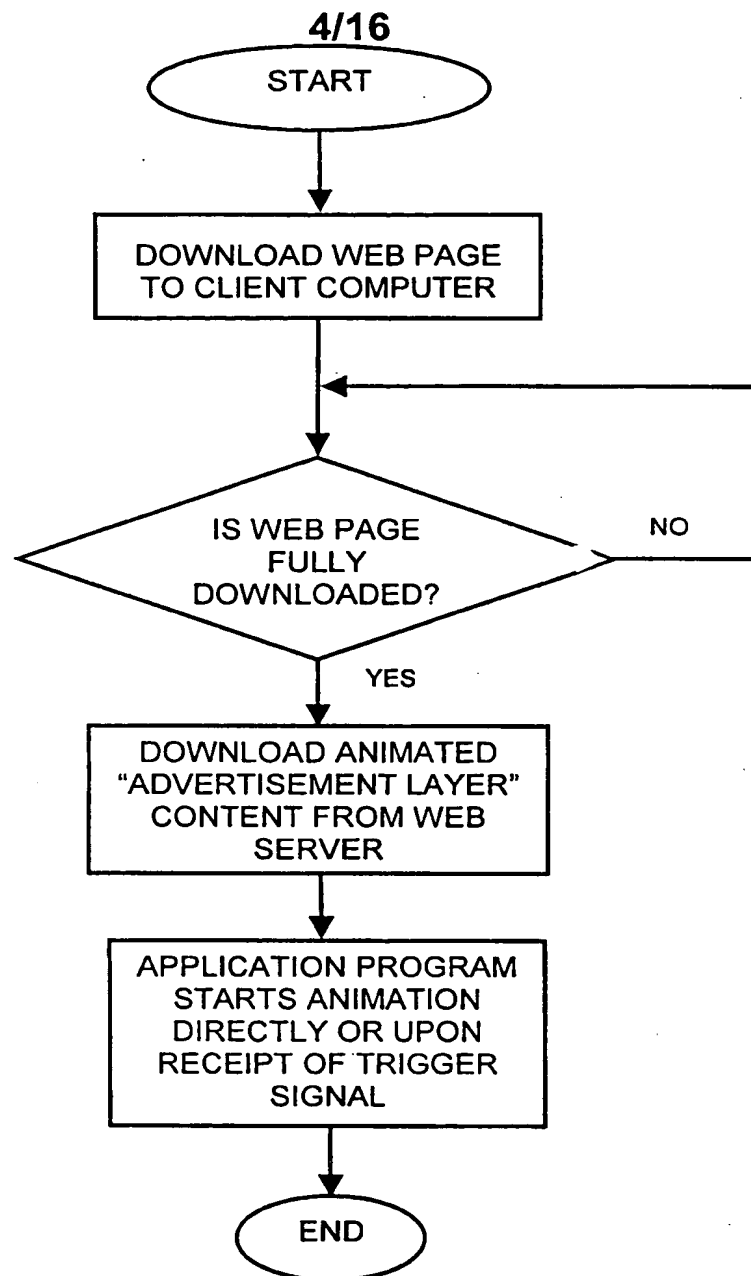 4/16
START
DOWNLOAD WEB PAGE
TO CLIENT COMPUTER
IS WEB PAGE
FULLY
DOWNLOADED?
NO
YES
DOWNLOAD ANIMATED
“ADVERTISEMENT LAYER”
CONTENT FROM WEB
SERVER
APPLICATION PROGRAM
STARTS ANIMATION
DIRECTLY OR UPON
RECEIPT OF TRIGGER
SIGNAL
END